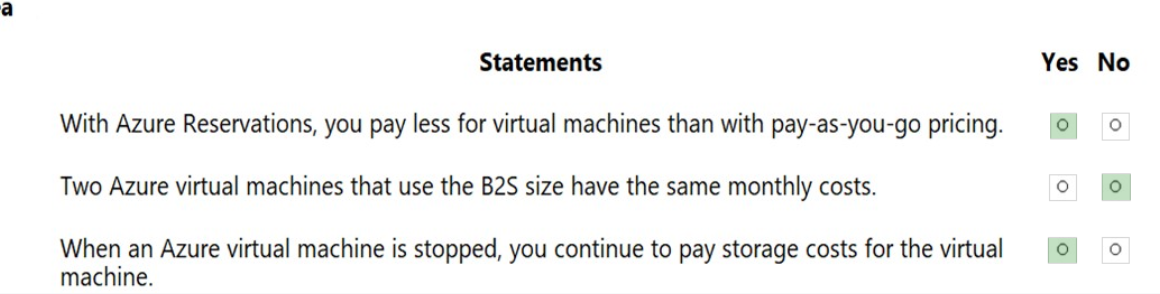 a
Statements Yes No
With Azure Reservations, you pay less for virtual machines than with pay-as-you-go pricing.
Two Azure virtual machines that use the B2S size have the same monthly costs.
When an Azure virtual machine is stopped, you continue to pay storage costs for the virtual
machine.